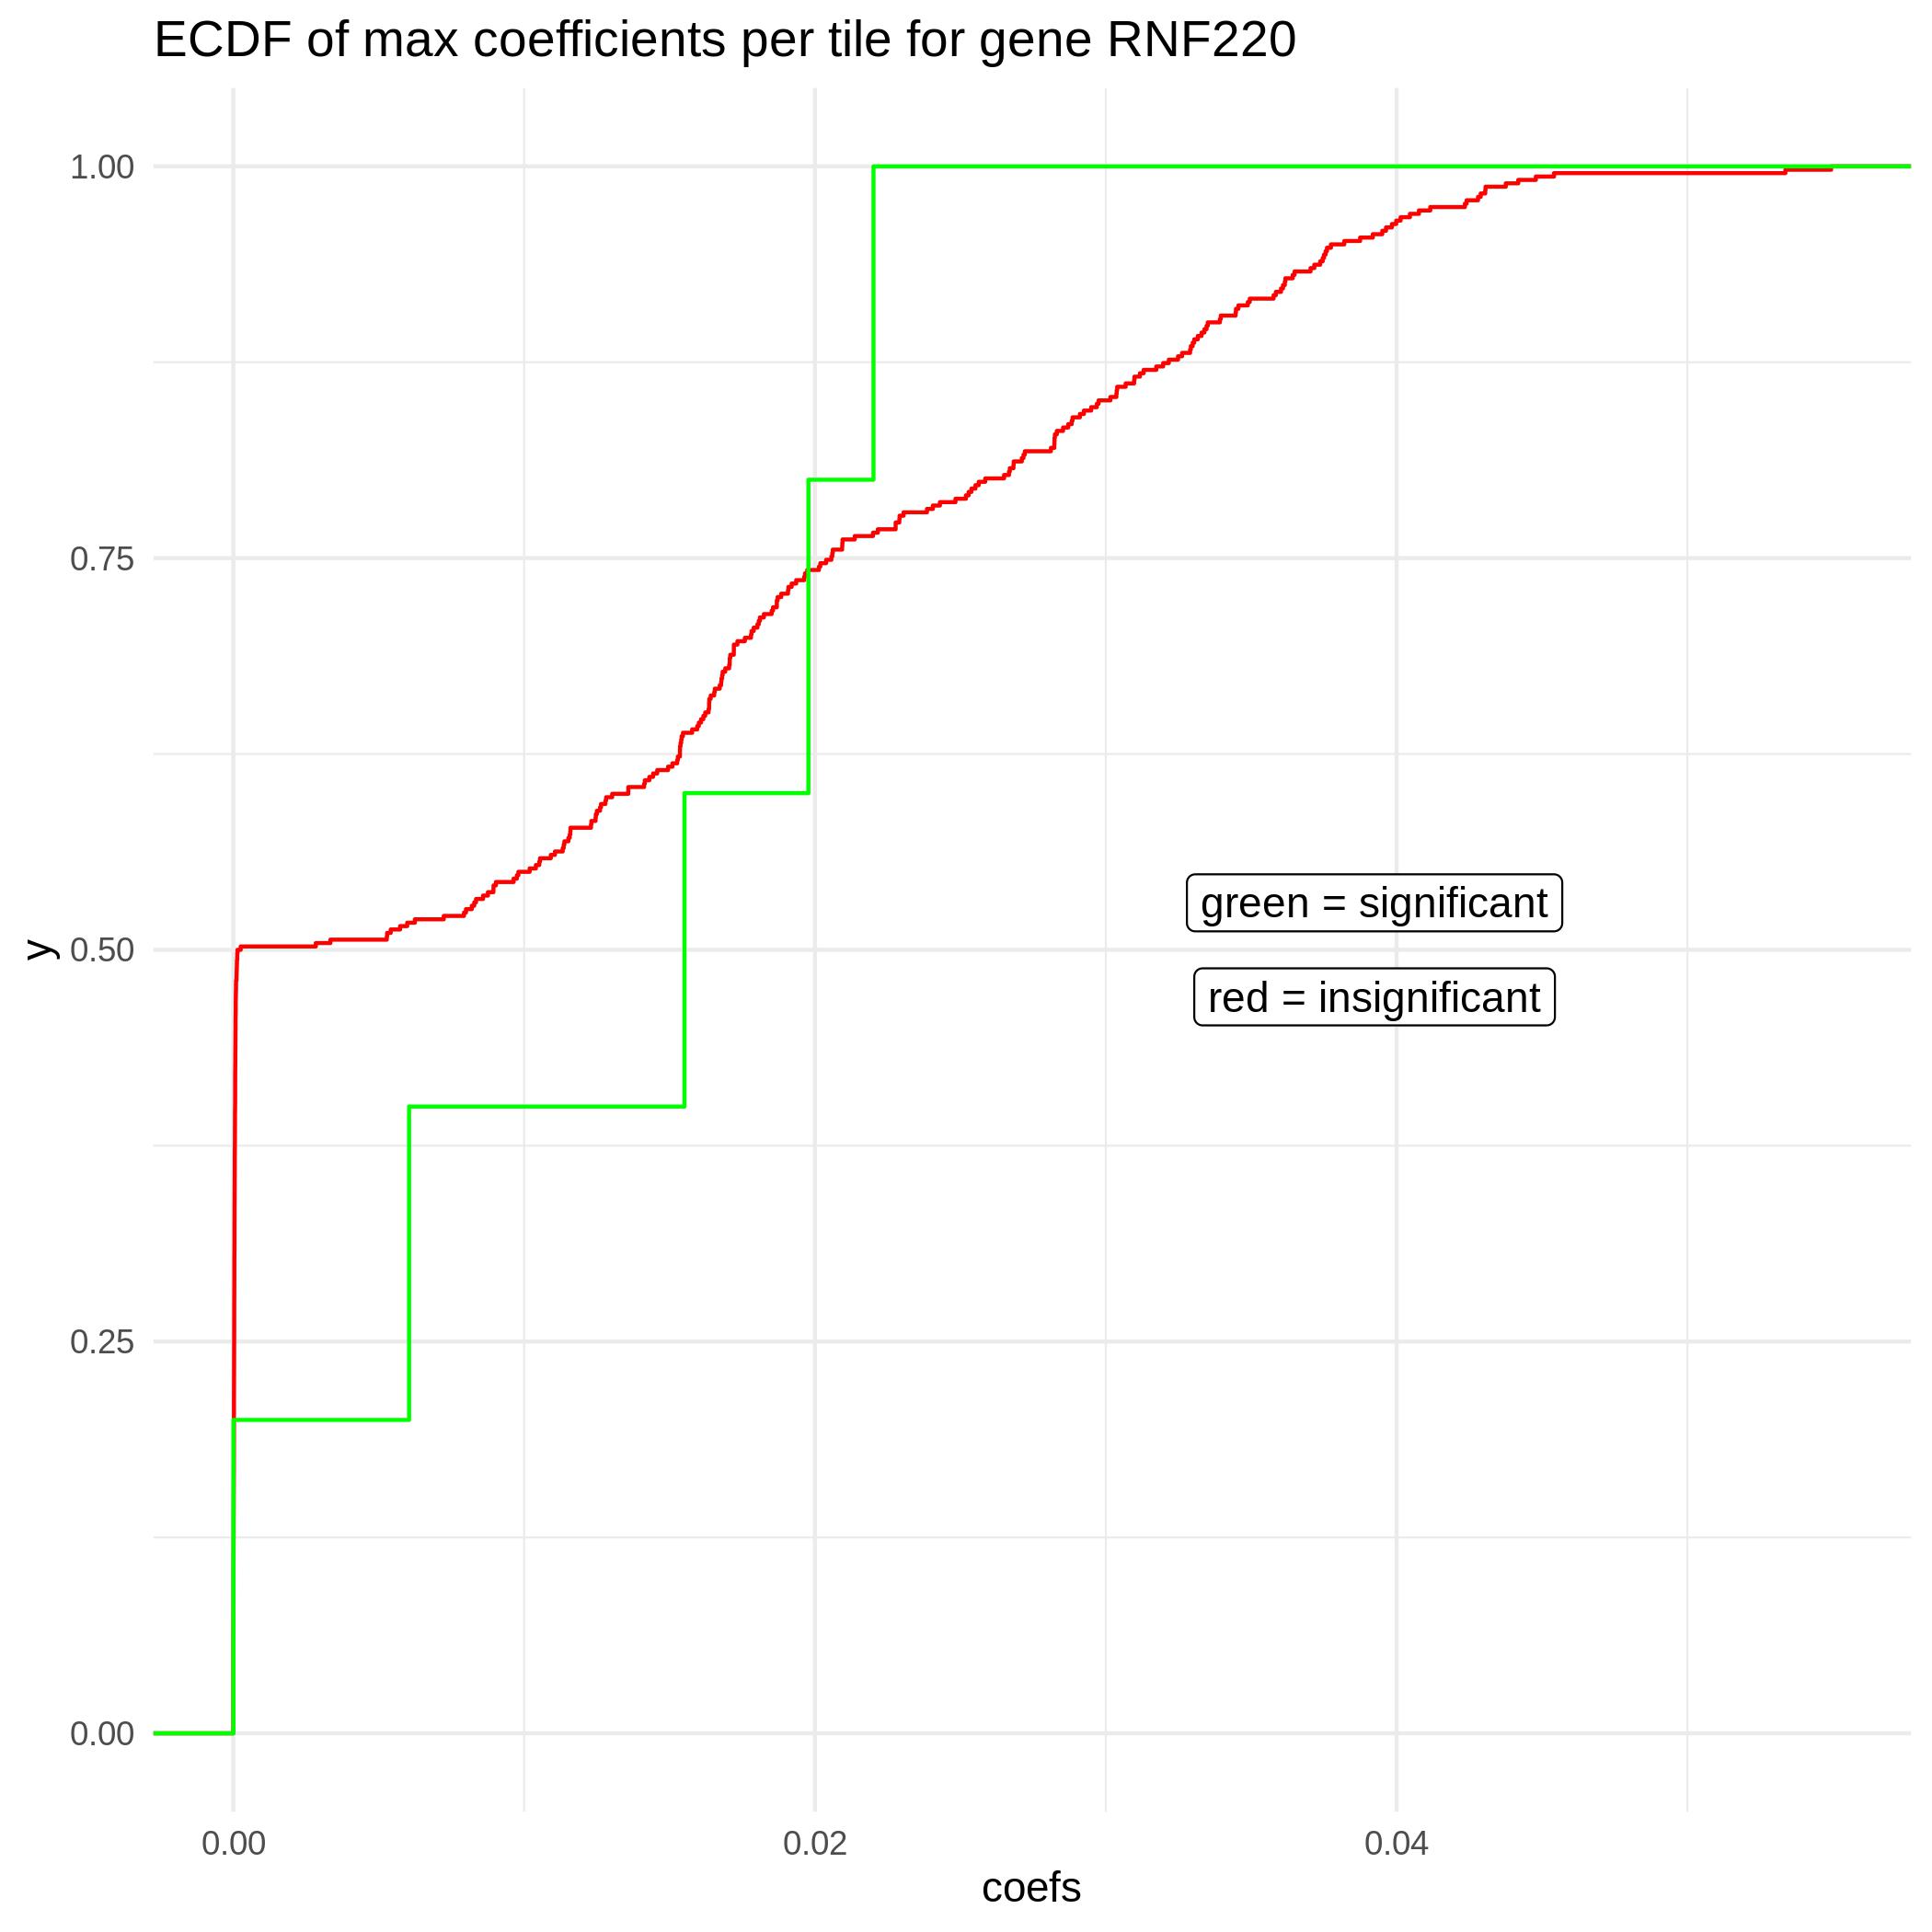 ECDF of max coefficients per tile for gene RNF220
1.00
0.75
0.50
0.25
0.00
y
green = significant
red = insignificant
0.00 0.02 0.04
coefs